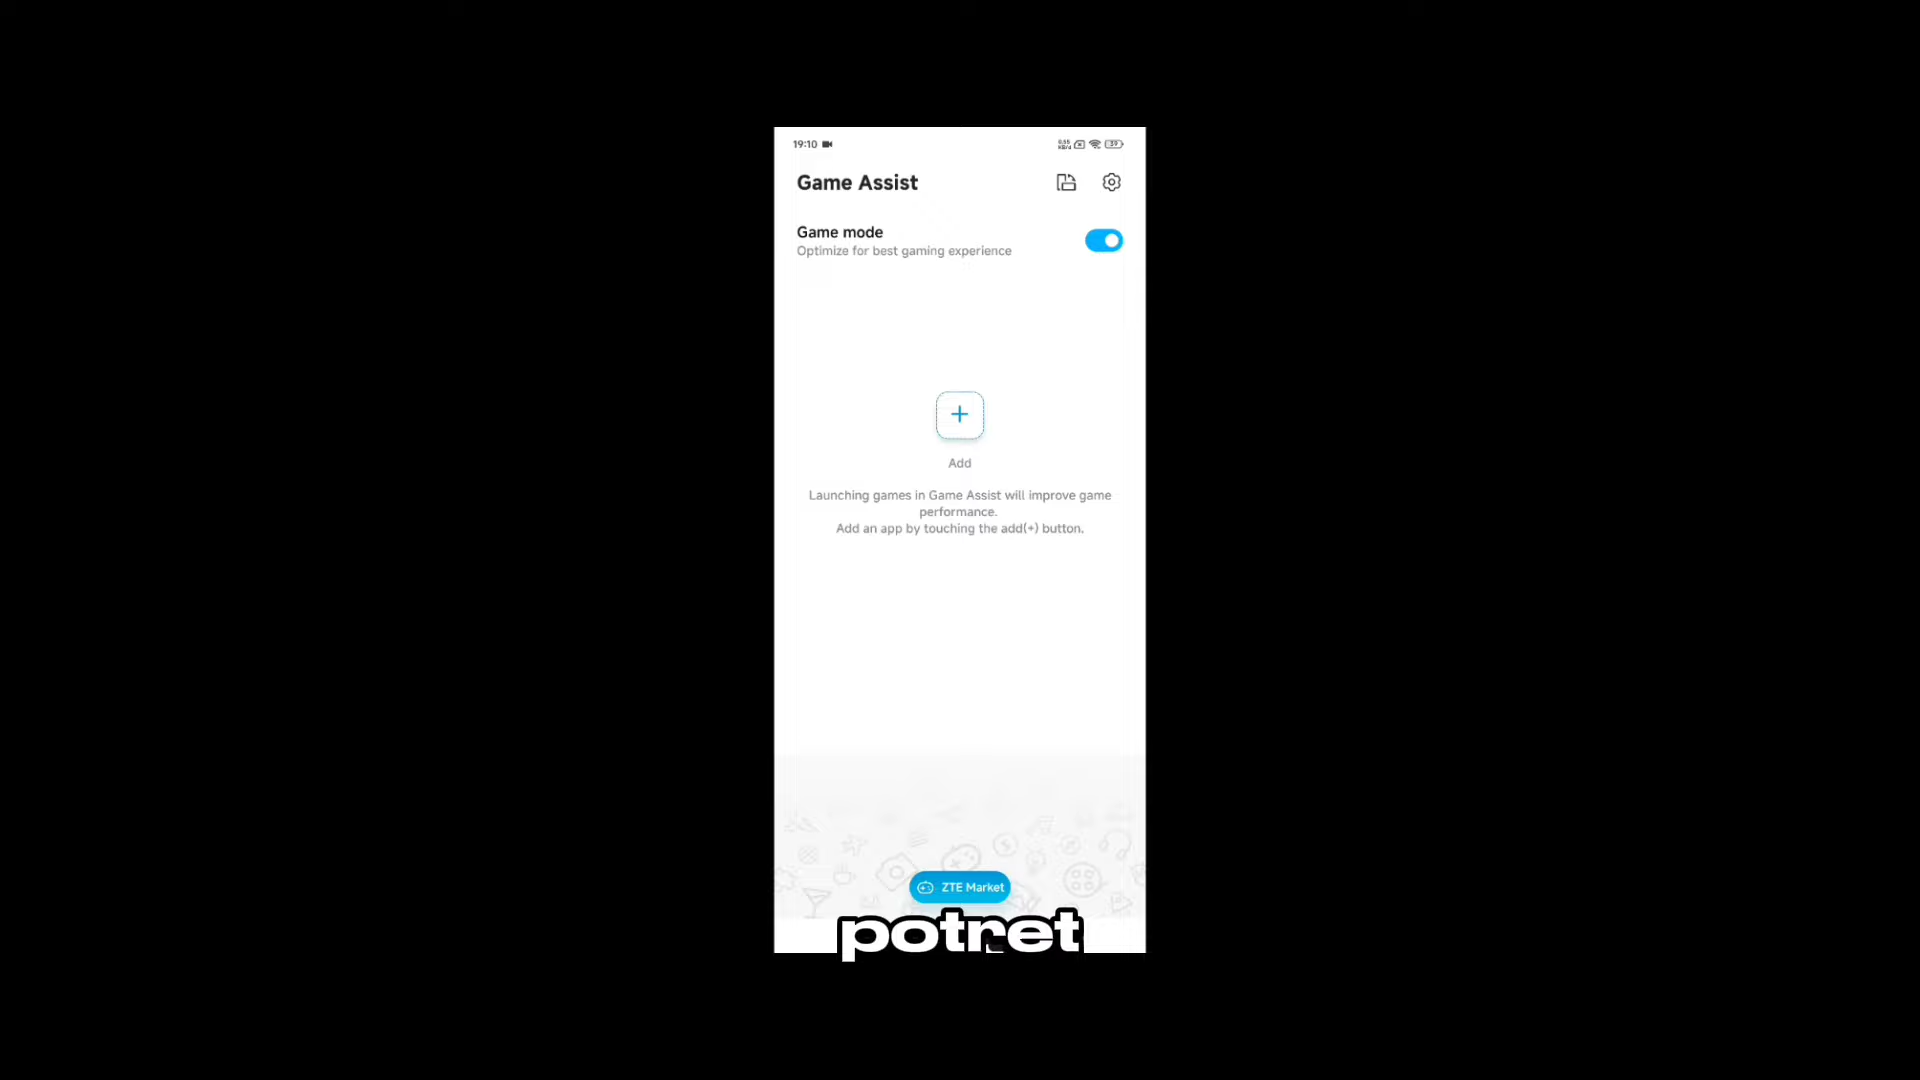 19:10
39
Game Assist
Game mode
Optimize for best gaming experience
Add
Launching games in Game Assist will improve game
performance.
Add an app by touching the add(+) button.
ZTE Market
potret